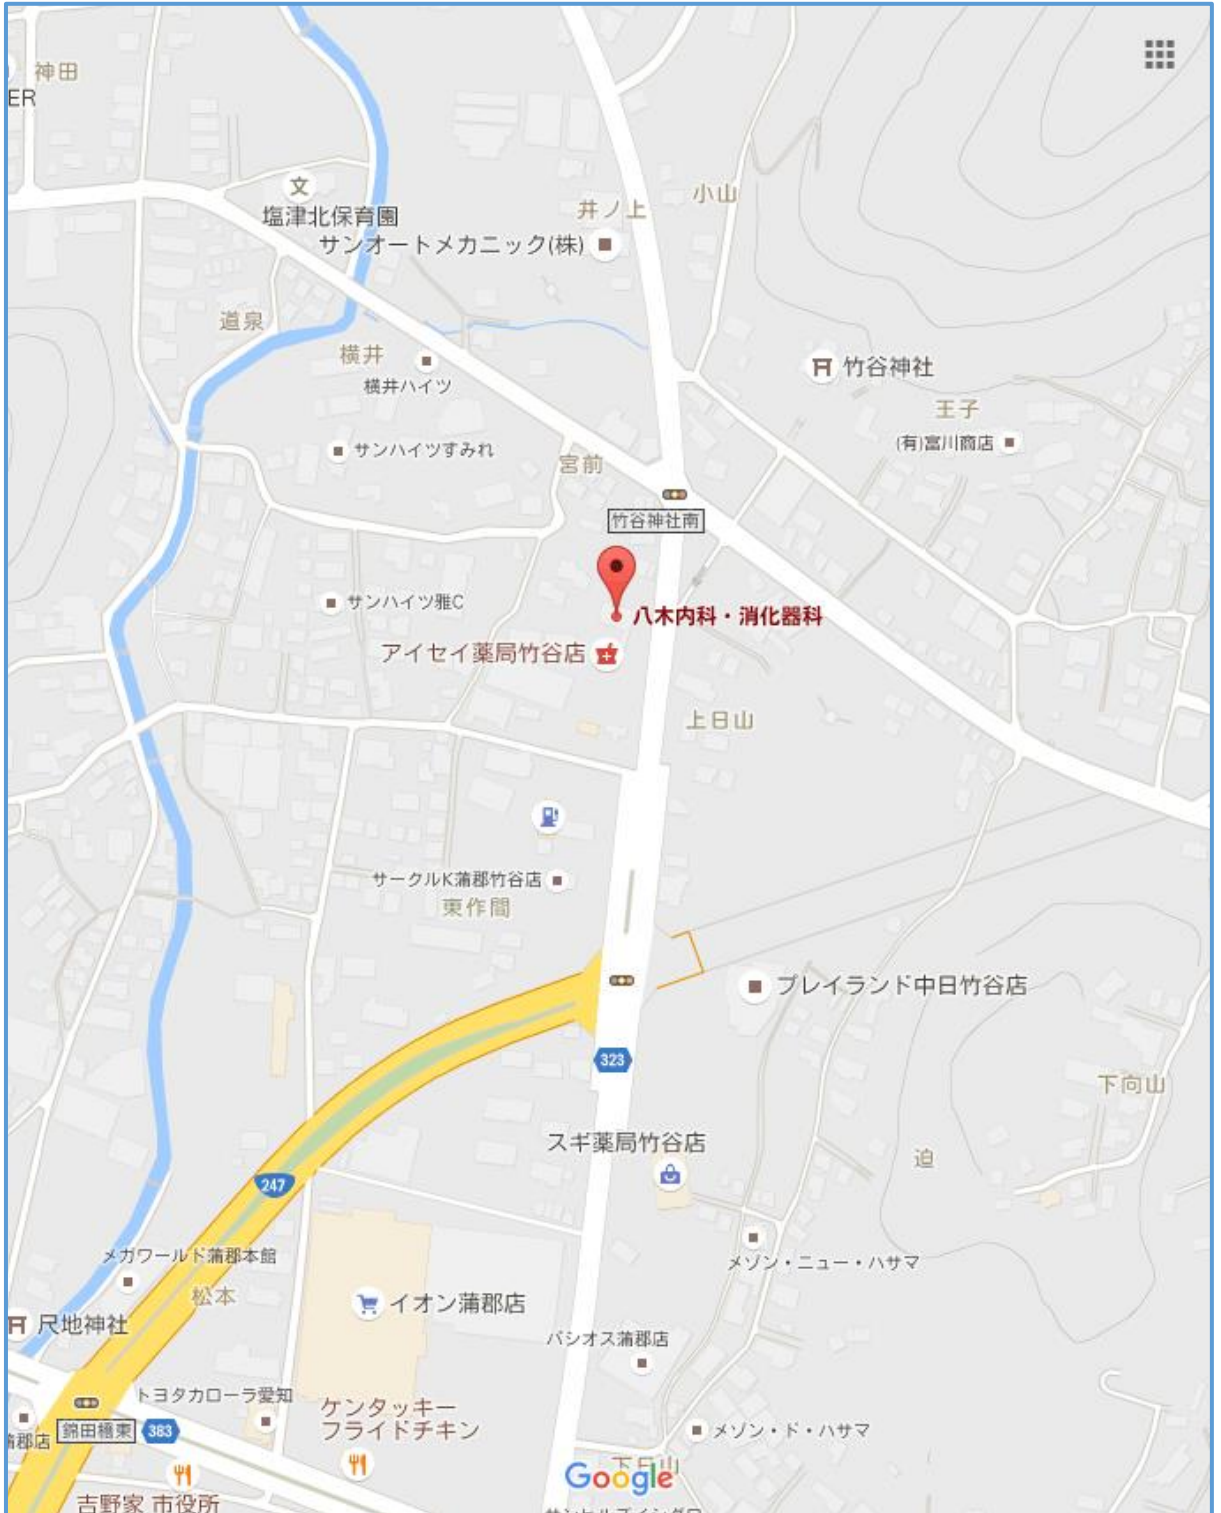 神田
ER
文
塩津北保育園
井ノ上
小山
サンオートメカニック(株)
道泉
横井
横井ハイツ
竹谷神社
王子
(有)冨川商店
サンハイツすみれ
宮前
竹谷神社南
サンハイツ雅C
八木内科・消化器科
アイセイ薬局竹谷店
上日山
サークルK蒲郡竹谷店
東作間
プレイランド中日竹谷店
323
下向山
スギ薬局竹谷店
迫
247
メガワールド蒲郡本館
メゾン・ニュー・ハサマ
松本
イオン蒲郡店
尺地神社
パシオス蒲郡店
トヨタカローラ愛知
ケンタッキー
フライドチキン
錦田橋東
383
郡店
メゾン・ド・ハサマ
下日山
Google
吉野家 市役所